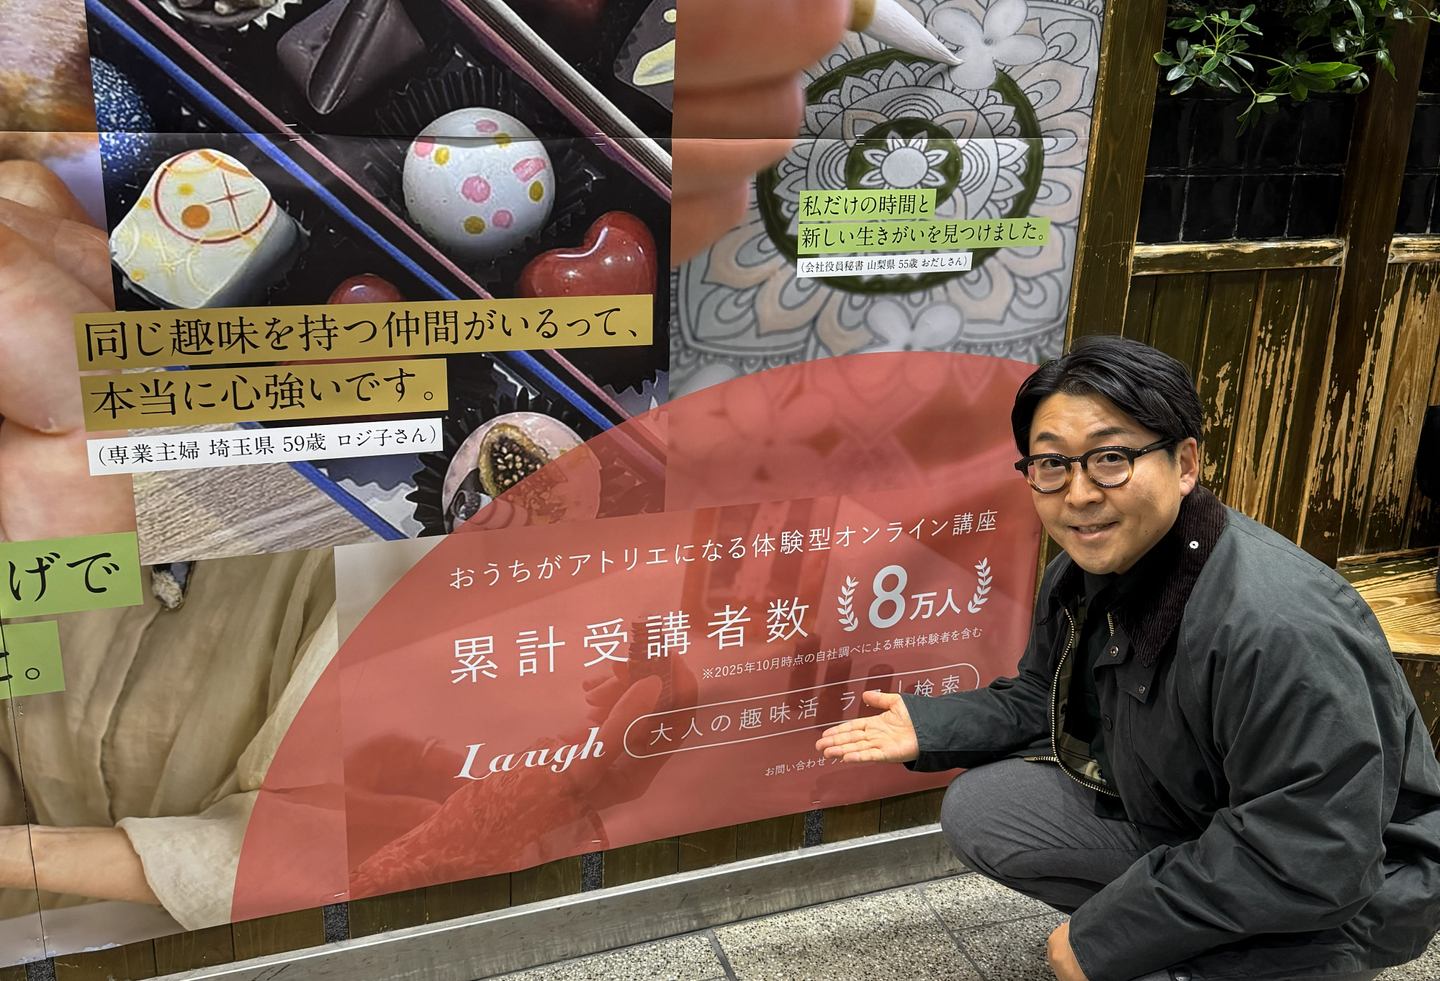 私だけの時間と
新しい生きがいを見つけました。
（会社役員秘書 山梨県 55歳 おだしさん）
同じ趣味を持つ仲間がいるって、
本当に心強いです。
（専業主婦 埼玉県 59歳 ロジ子さん）
げで
。
おうちがアトリエになる体験型オンライン講座
累計受講者数 8万人
※2025年10月時点の自社調べによる無料体験者を含む
Laugh 大人の趣味活 検索
お問い合わせ